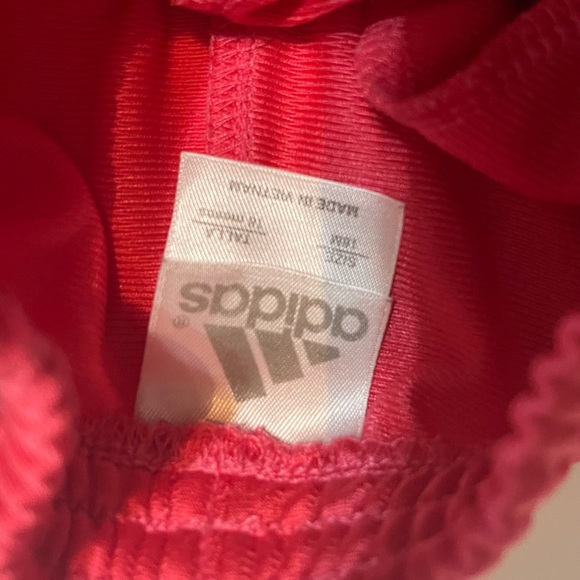 adidas®
SIZE TALLA
18M 18 meses
MADE IN VIETNAM